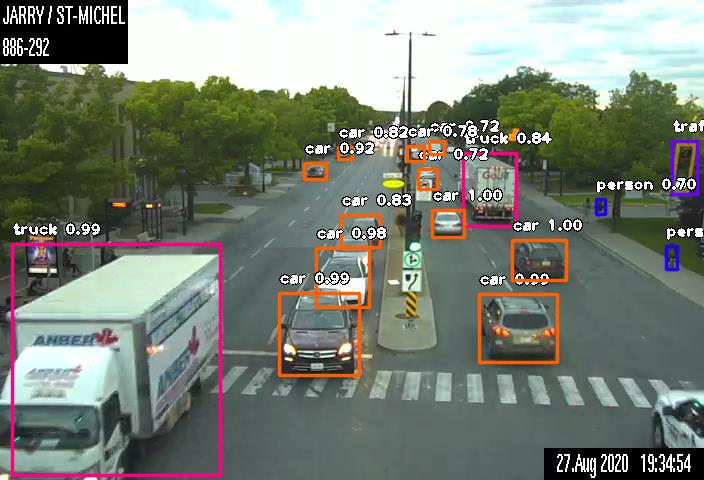 JARRY / ST-MICHEL
886-292
car 0.82
car 0.78
0.72
car 0.92
truck 0.84
car 0.72
traf
person 0.70
car 0.83
car 1.00
truck 0.99
car 0.98
car 1.00
pers
car 0.99
car 0.99
27.Aug 2020 19:34:54